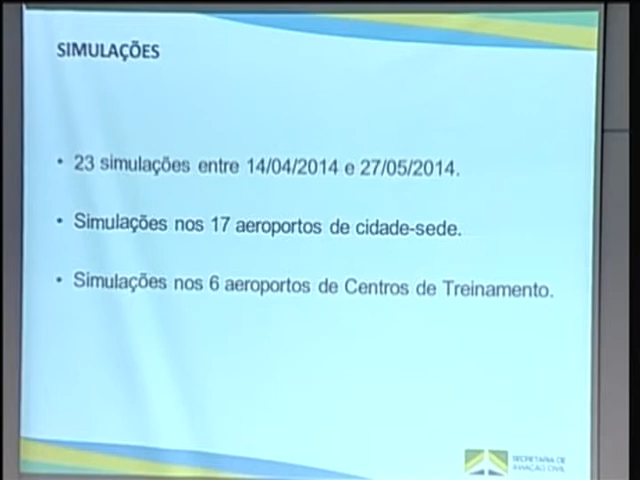 SIMULAÇÕES
• 23 simulações entre 14/04/2014 e 27/05/2014.
• Simulações nos 17 aeroportos de cidade-sede.
• Simulações nos 6 aeroportos de Centros de Treinamento.
SECRETARIA DE
AVIAÇÃO CIVIL